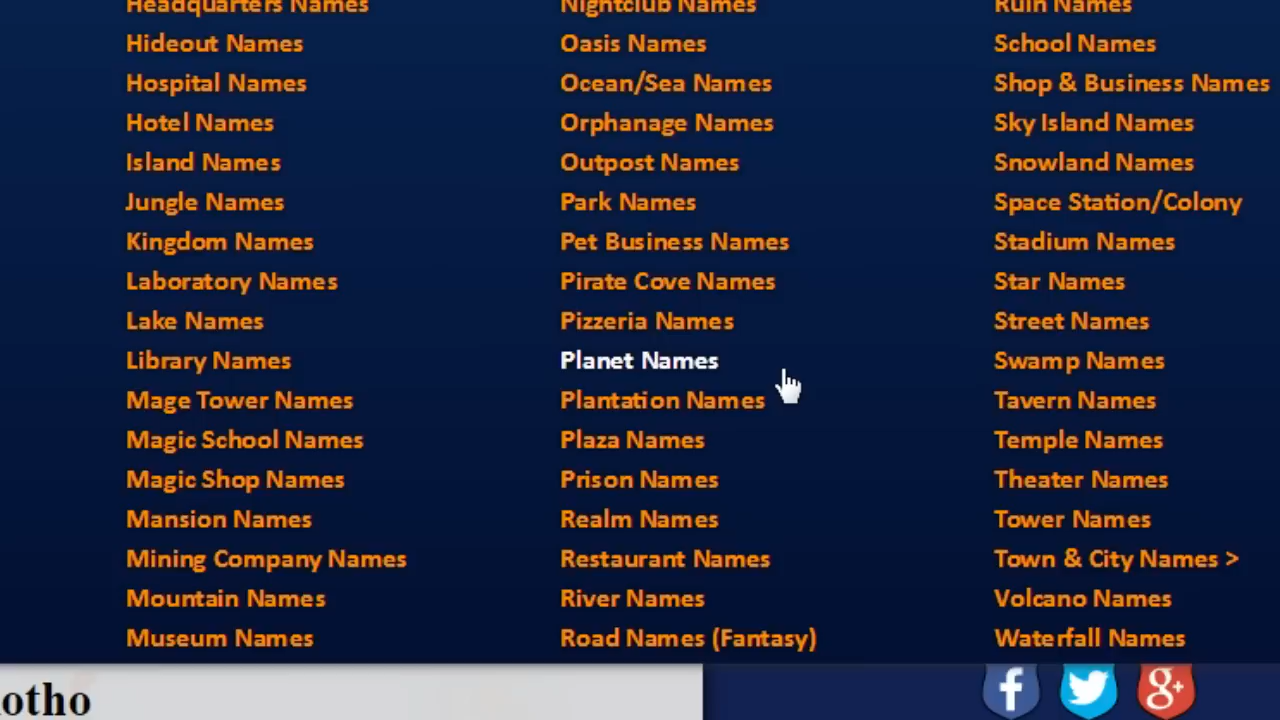 Headquarters Names
Hideout Names
Hospital Names
Hotel Names
Island Names
Jungle Names
Kingdom Names
Laboratory Names
Lake Names
Library Names
Mage Tower Names
Magic School Names
Magic Shop Names
Mansion Names
Mining Company Names
Mountain Names
Museum Names
Nightclub Names
Oasis Names
Ocean/Sea Names
Orphanage Names
Outpost Names
Park Names
Pet Business Names
Pirate Cove Names
Pizzeria Names
Planet Names
Plantation Names
Plaza Names
Prison Names
Realm Names
Restaurant Names
River Names
Road Names (Fantasy)
Ruin Names
School Names
Shop & Business Names
Sky Island Names
Snowland Names
Space Station/Colony
Stadium Names
Star Names
Street Names
Swamp Names
Tavern Names
Temple Names
Theater Names
Tower Names
Town & City Names >
Volcano Names
Waterfall Names
otho
f
g+